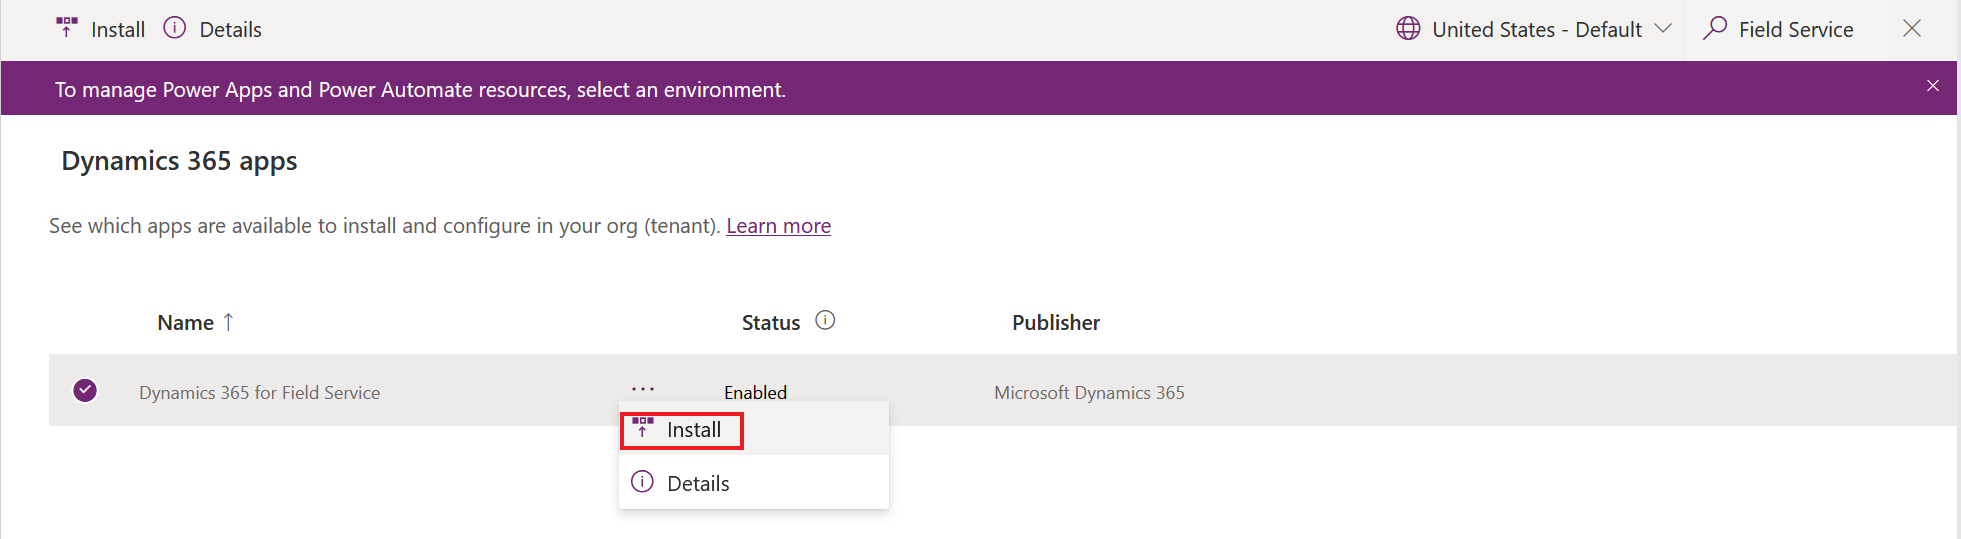 Install Details United States - Default Field Service
To manage Power Apps and Power Automate resources, select an environment.
Dynamics 365 apps
See which apps are available to install and configure in your org (tenant). Learn more
Name Status Publisher
Dynamics 365 for Field Service ... Enabled Microsoft Dynamics 365
Install
Details